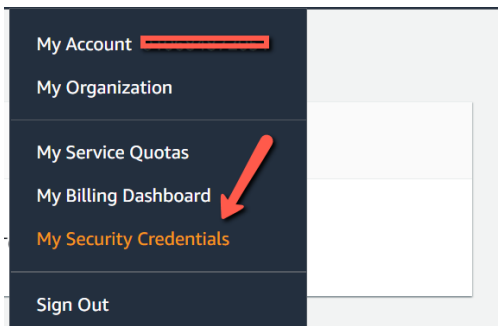 My Account
My Organization
My Service Quotas
My Billing Dashboard
My Security Credentials
Sign Out